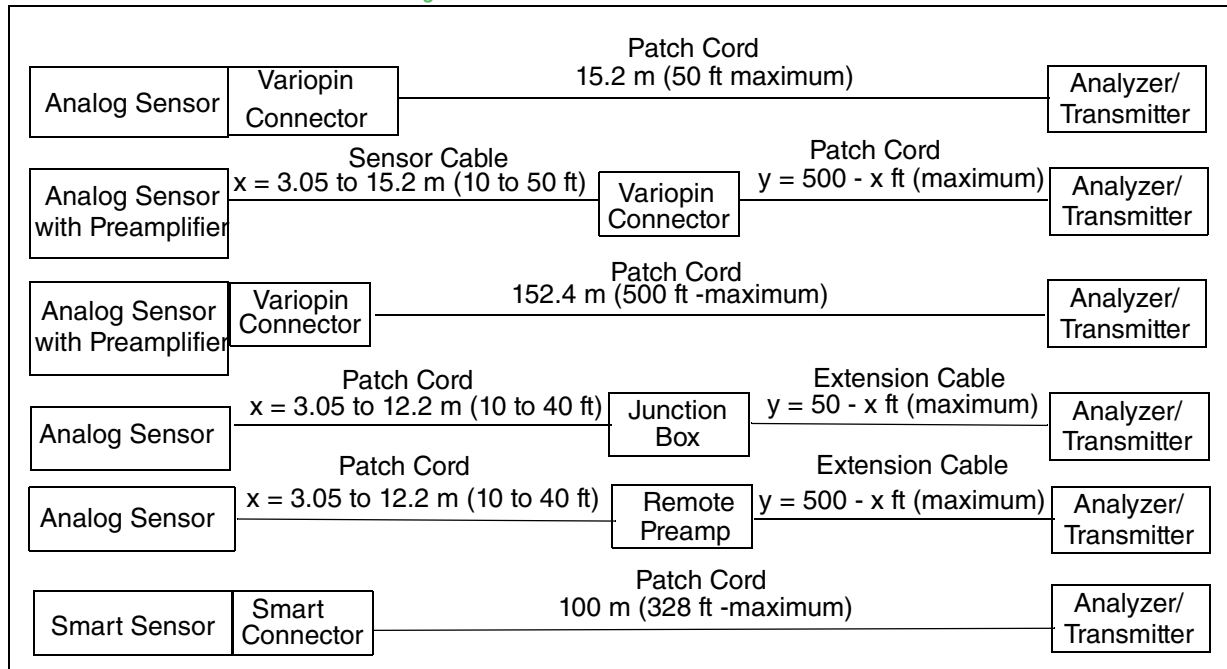 Patch Cord
15.2 m (50 ft maximum)
Analog Sensor
Variopin
Connector
Analyzer/
Transmitter
Sensor Cable
x = 3.05 to 15.2 m (10 to 50 ft)
Patch Cord
y = 500 - x ft (maximum)
Analog Sensor
with Preamplifier
Variopin
Connector
Analyzer/
Transmitter
Patch Cord
152.4 m (500 ft -maximum)
Analog Sensor
with Preamplifier
Variopin
Connector
Analyzer/
Transmitter
Patch Cord
x = 3.05 to 12.2 m (10 to 40 ft)
Extension Cable
y = 50 - x ft (maximum)
Analog Sensor
Junction
Box
Analyzer/
Transmitter
Patch Cord
x = 3.05 to 12.2 m (10 to 40 ft)
Extension Cable
y = 500 - x ft (maximum)
Analog Sensor
Remote
Preamp
Analyzer/
Transmitter
Patch Cord
100 m (328 ft -maximum)
Smart Sensor
Smart
Connector
Analyzer/
Transmitter